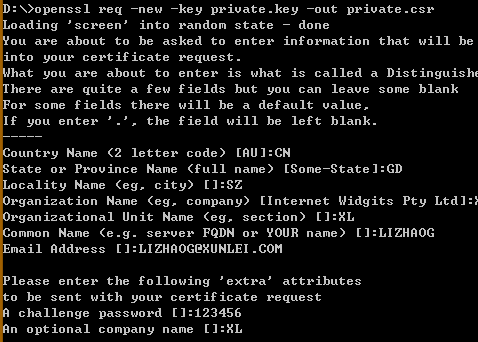 D:\>openssl req -new -key private.key -out private.csr
Loading 'screen' into random state - done
You are about to be asked to enter information that will be
into your certificate request.
What you are about to enter is what is called a Distinguishe
There are quite a few fields but you can leave some blank
For some fields there will be a default value,
If you enter '.', the field will be left blank.
-----
Country Name (2 letter code) [AU]:CN
State or Province Name (full name) [Some-State]:GD
Locality Name (eg, city) []:SZ
Organization Name (eg, company) [Internet Widgits Pty Ltd]:X
Organizational Unit Name (eg, section) []:XL
Common Name (e.g. server FQDN or YOUR name) []:LIZHAOG
Email Address []:LIZHAOG@XUNLEI.COM
Please enter the following 'extra' attributes
to be sent with your certificate request
A challenge password []:123456
An optional company name []:XL